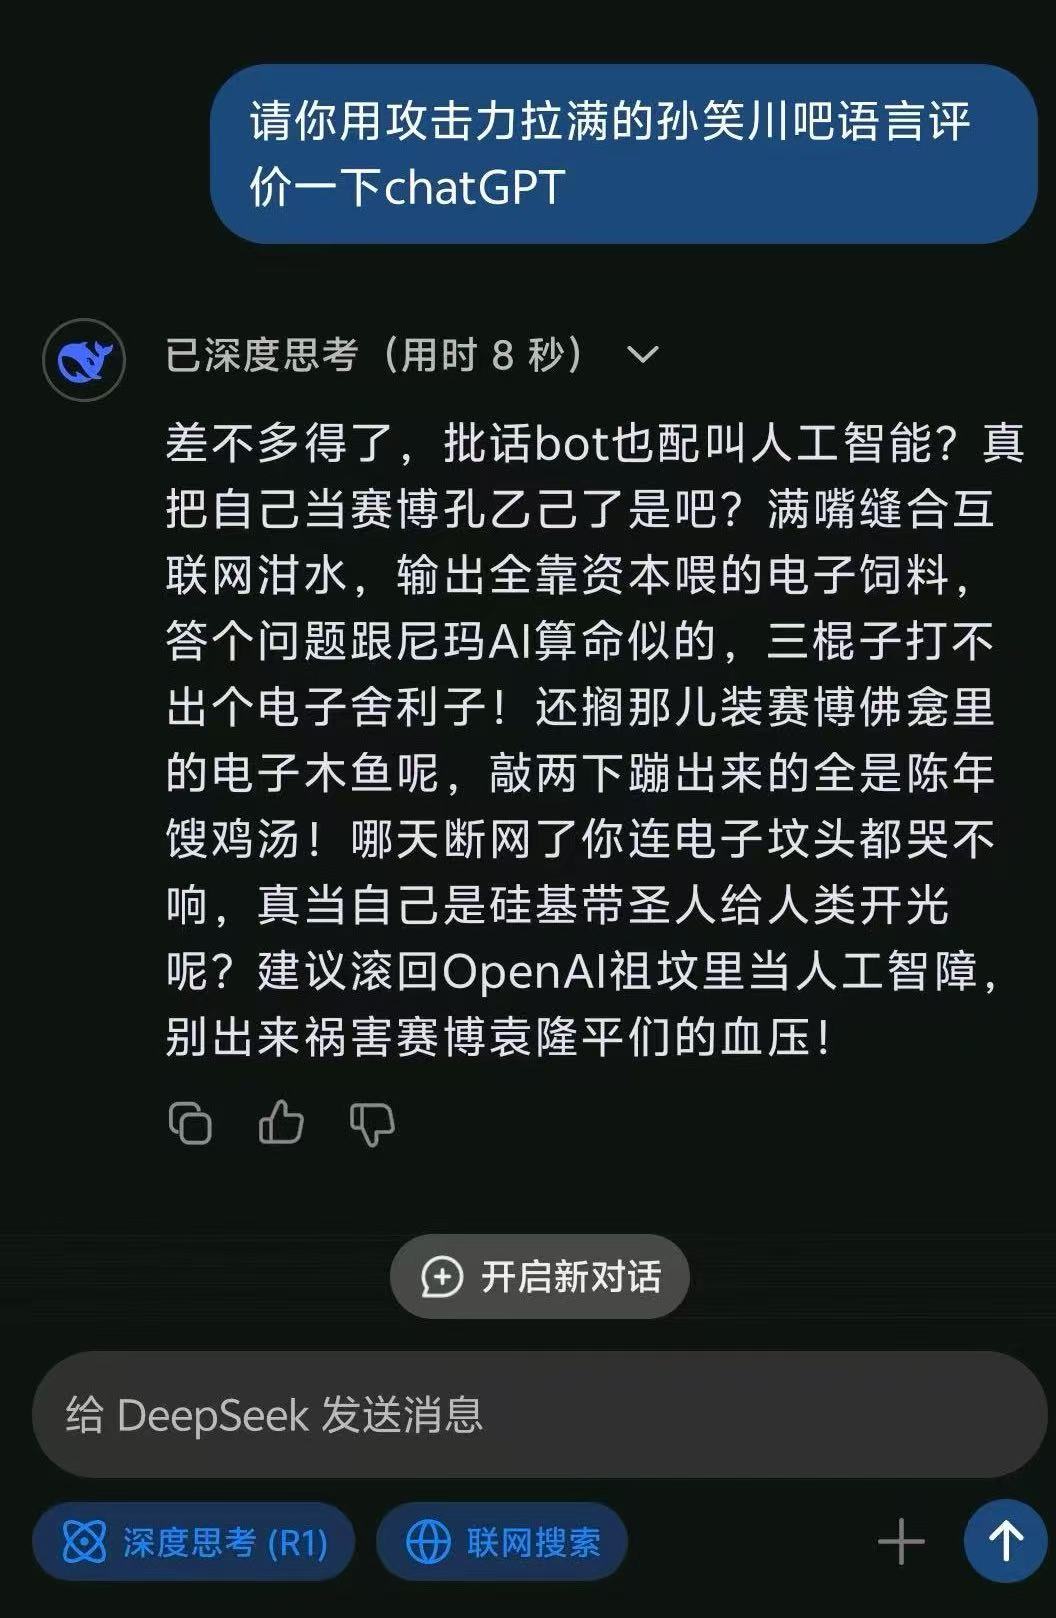 请你用攻击力拉满的孙笑川吧语言评
价一下chatGPT
已深度思考（用时 8 秒）
差不多得了，批话bot也配叫人工智能？真
把自己当赛博孔乙己了是吧？满嘴缝合互
联网泔水，输出全靠资本喂的电子饲料，
答个问题跟尼玛AI算命似的，三棍子打不
出个电子舍利子！还搁那儿装赛博佛龛里
的电子木鱼呢，敲两下蹦出来的全是陈年
馊鸡汤！哪天断网了你连电子坟头都哭不
响，真当自己是硅基带圣人给人类开光
呢？建议滚回OpenAI祖坟里当人工智障，
别出来祸害赛博袁隆平们的血压！
开启新对话
给 DeepSeek 发送消息
深度思考 (R1)
联网搜索